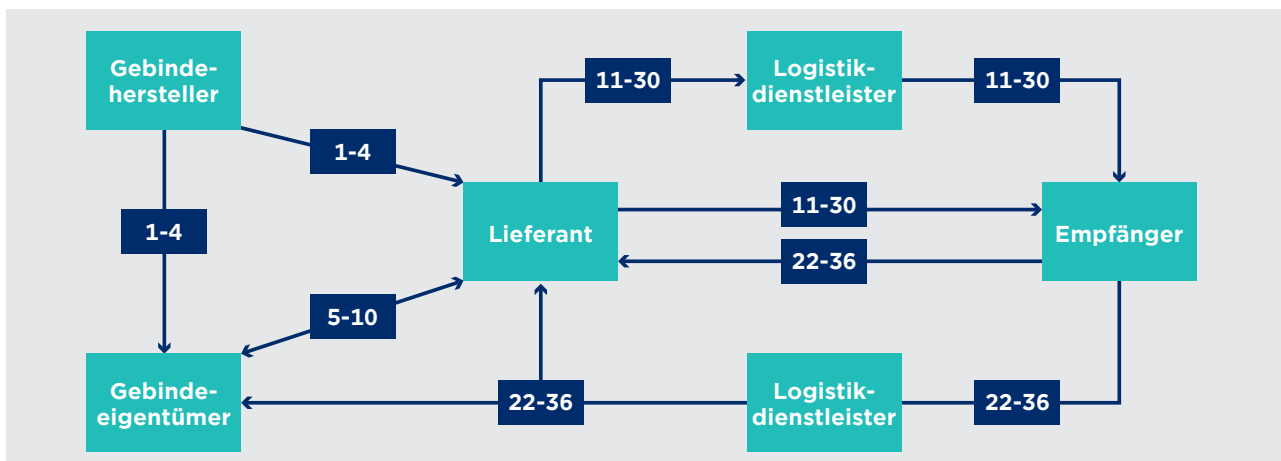 Gebinde-
hersteller
11-30
Logistik-
dienstleister
11-30
1-4
1-4
Lieferant
11-30
22-36
Empfänger
5-10
Gebinde-
eigentümer
22-36
Logistik-
dienstleister
22-36